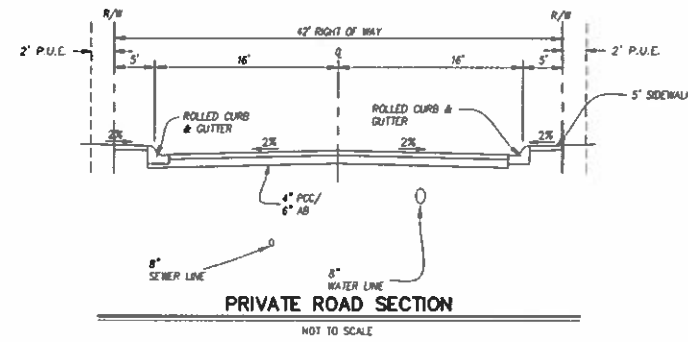 R/W
R/W
42' RIGHT OF WAY
2' P.U.E.
2' P.U.E.
5'
16'
16'
5'
5' SIDEWALK
ROLLED CURB
& GUTTER
ROLLED CURB &
GUTTER
2%
2%
2%
2%
4" PCC/
6" AB
8"
SEWER LINE
8"
WATER LINE
PRIVATE ROAD SECTION
NOT TO SCALE